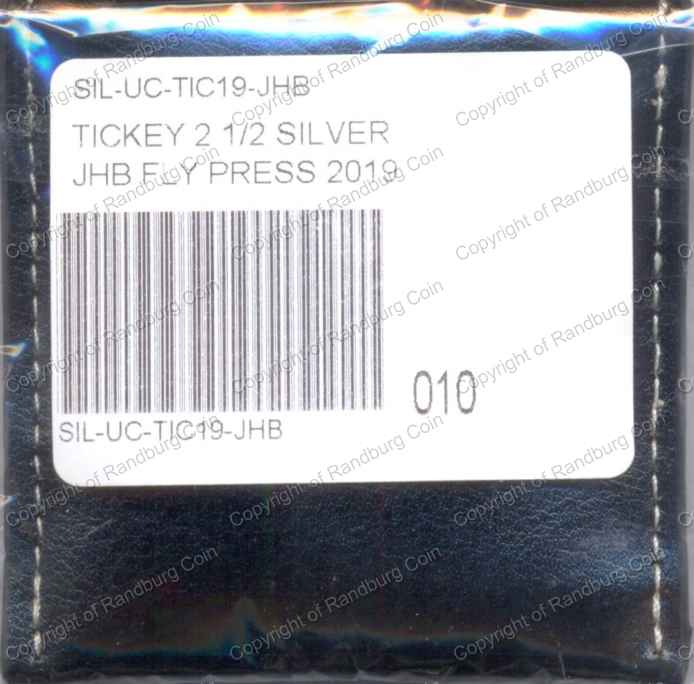 SIL-UC-TIC19-JHB
TICKEY 2 1/2 SILVER
JHB FLY PRESS 2019
010
SIL-UC-TIC19-JHB
Copyright of Randburg Coin